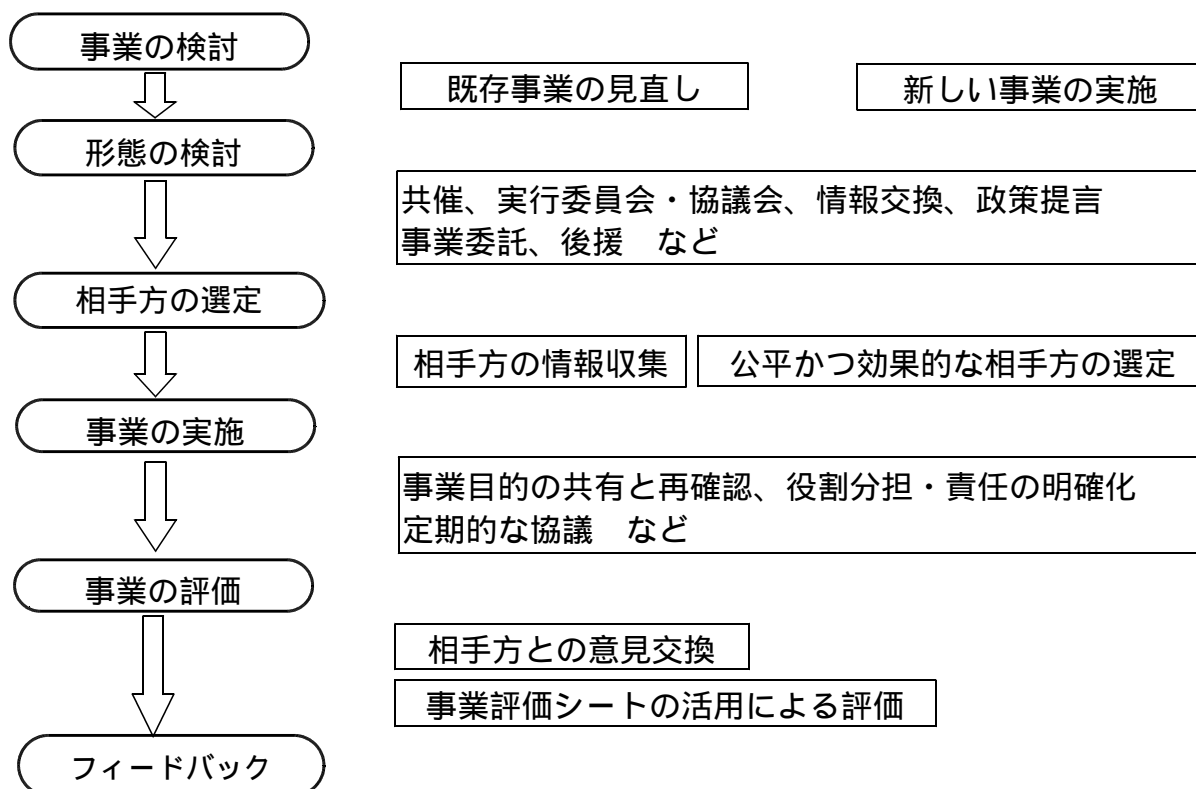 事業の検討
既存事業の見直し
新しい事業の実施
形態の検討
共催、実行委員会・協議会、情報交換、政策提言
事業委託、後援　など
相手方の選定
相手方の情報収集
公平かつ効果的な相手方の選定
事業の実施
事業目的の共有と再確認、役割分担・責任の明確化
定期的な協議　など
事業の評価
相手方との意見交換
事業評価シートの活用による評価
フィードバック